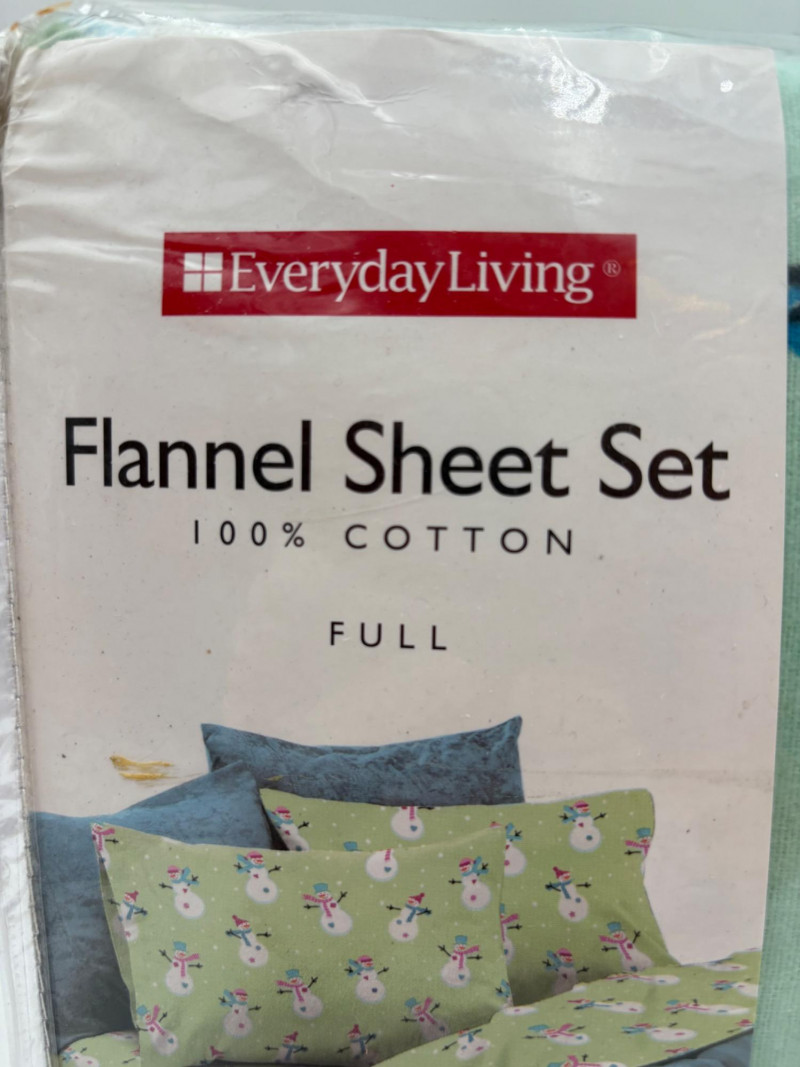 EverydayLiving®
Flannel Sheet Set
100% COTTON
FULL